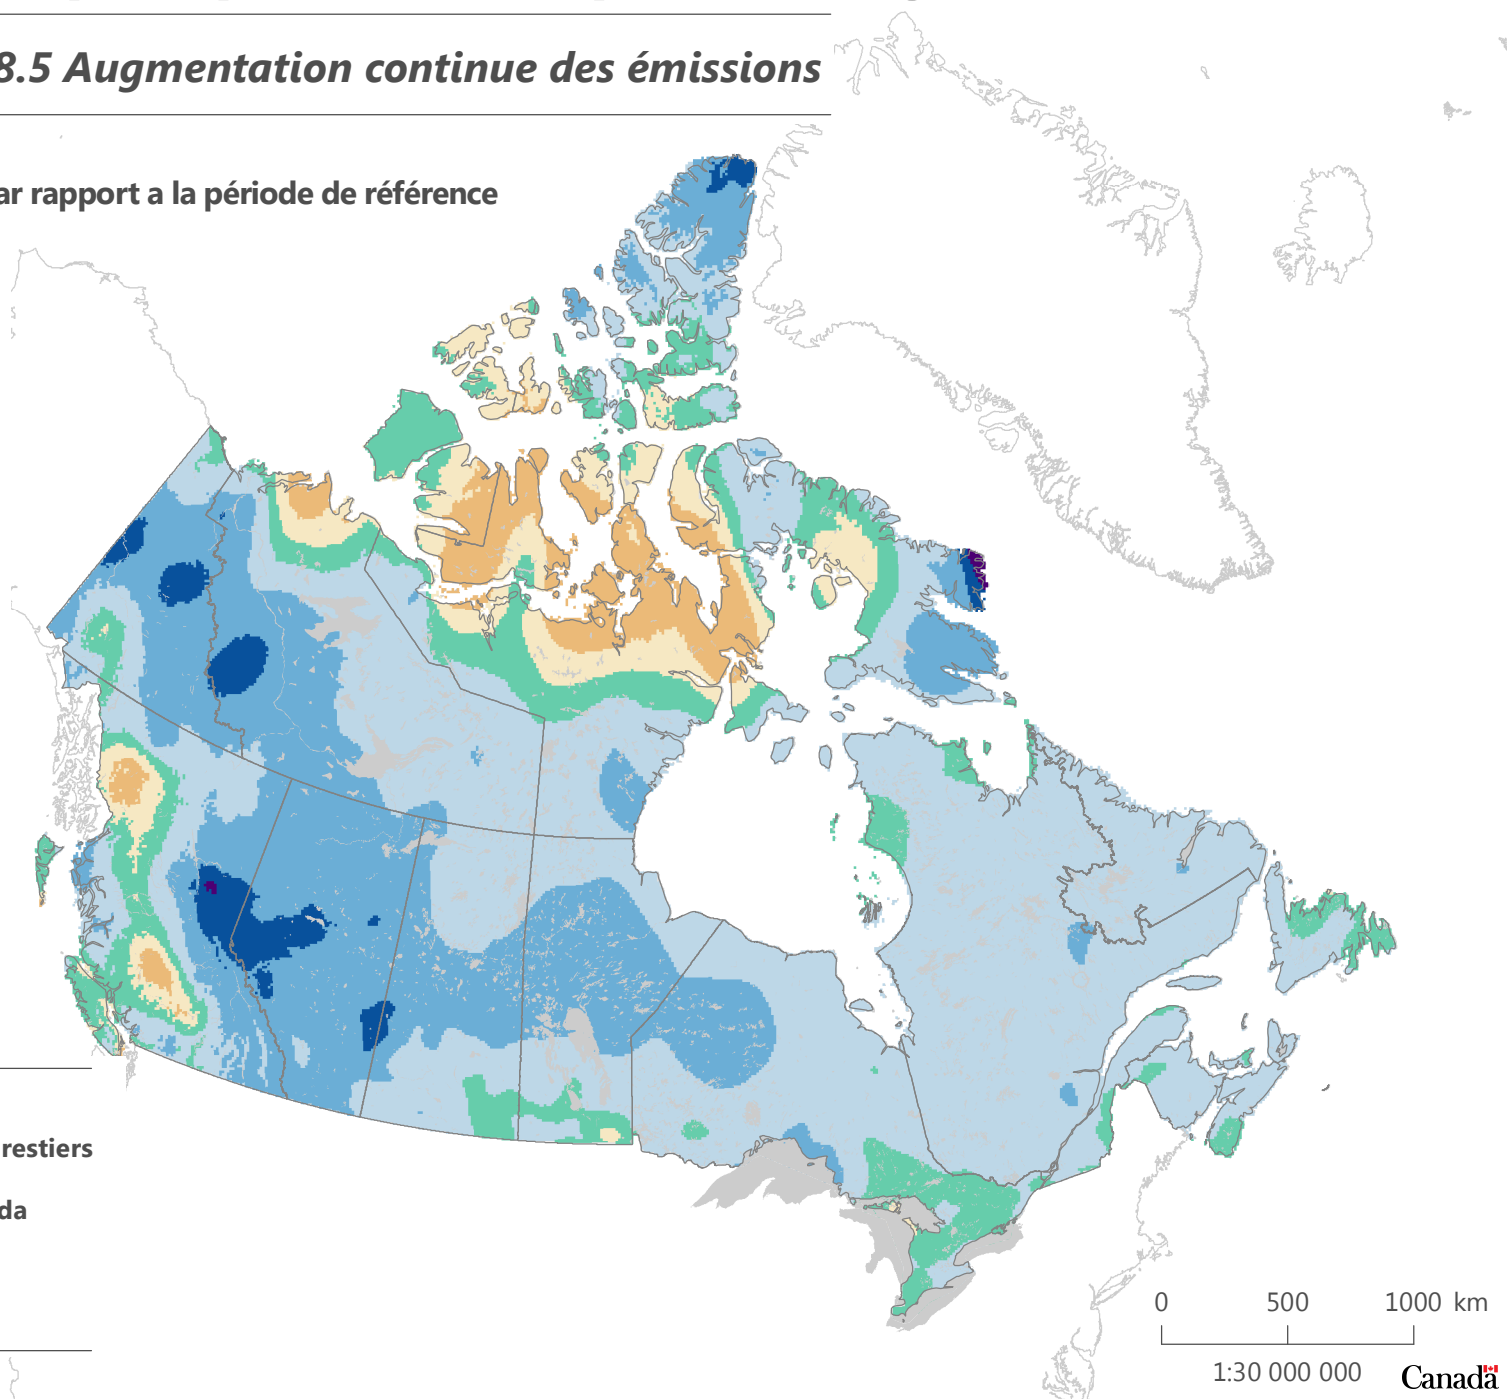 8.5 Augmentation continue des émissions
ar rapport a la période de référence
restiers
da
0 500 1000 km
1:30 000 000
Canada